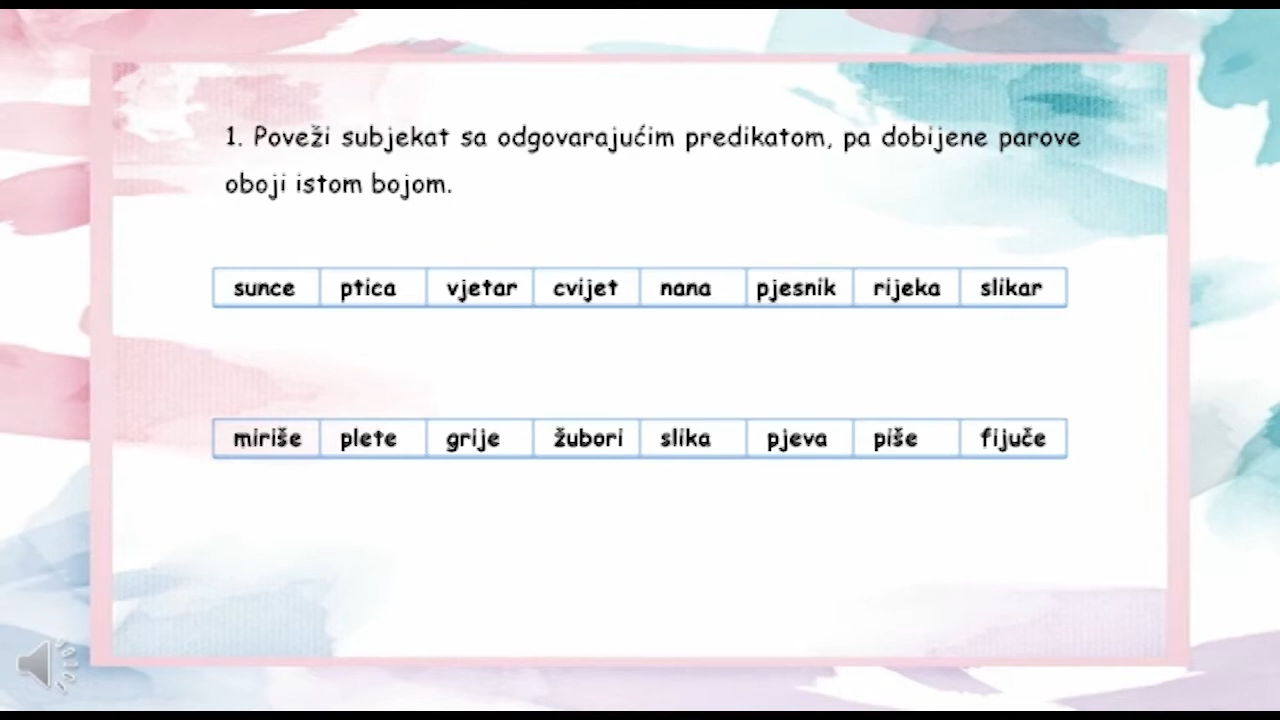 1. Poveži subjekat sa odgovarajućim predikatom, pa dobijene parove
oboji istom bojom.
sunce ptica vjetar cvijet nana pjesnik rijeka slikar
miriše plete grije žubori slika pjeva piše fijuče